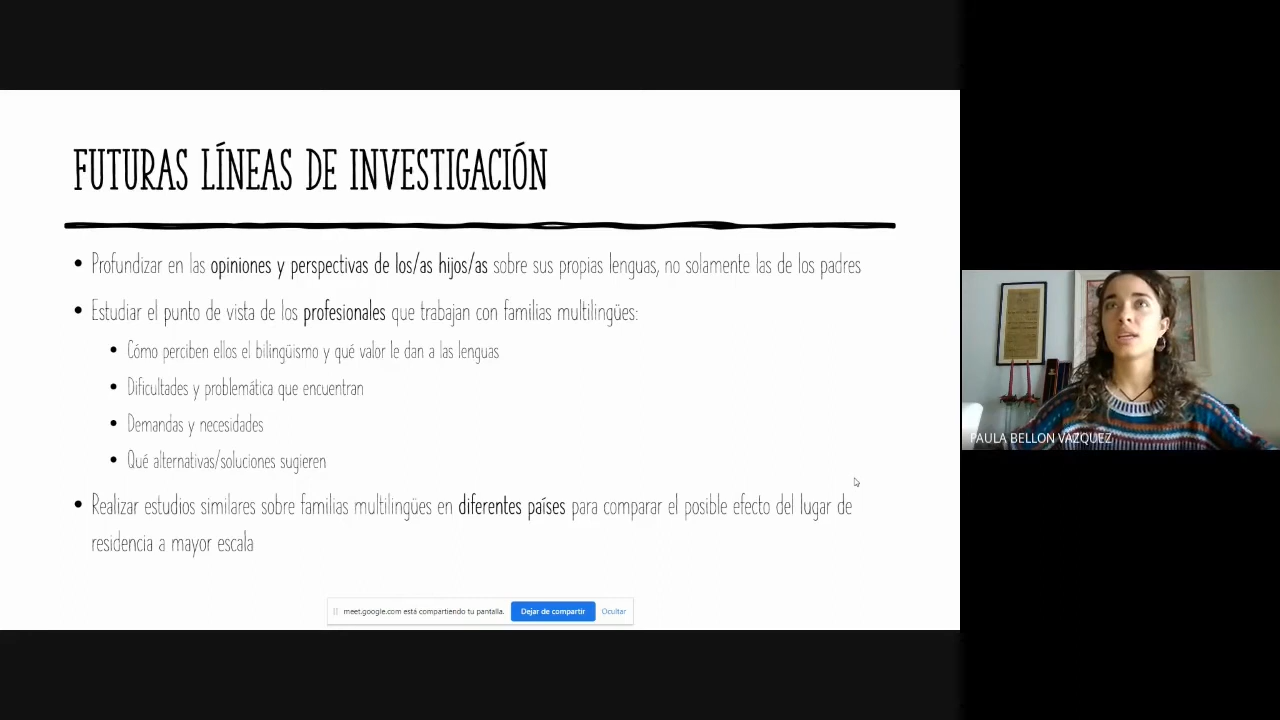 FUTURAS LÍNEAS DE INVESTIGACIÓN
• Profundizar en las opiniones y perspectivas de los/as hijos/as sobre sus propias lenguas, no solamente las de los padres
• Estudiar el punto de vista de los profesionales que trabajan con familias multilingües:
• Cómo perciben ellos el bilingüismo y qué valor le dan a las lenguas
• Dificultades y problemática que encuentran
• Demandas y necesidades
• Qué alternativas/soluciones sugieren
• Realizar estudios similares sobre familias multilingües en diferentes países para comparar el posible efecto del lugar de
residencia a mayor escala
meet.google.com está compartiendo tu pantalla. Dejar de compartir Ocultar
PAULA BELLON VAZQUEZ